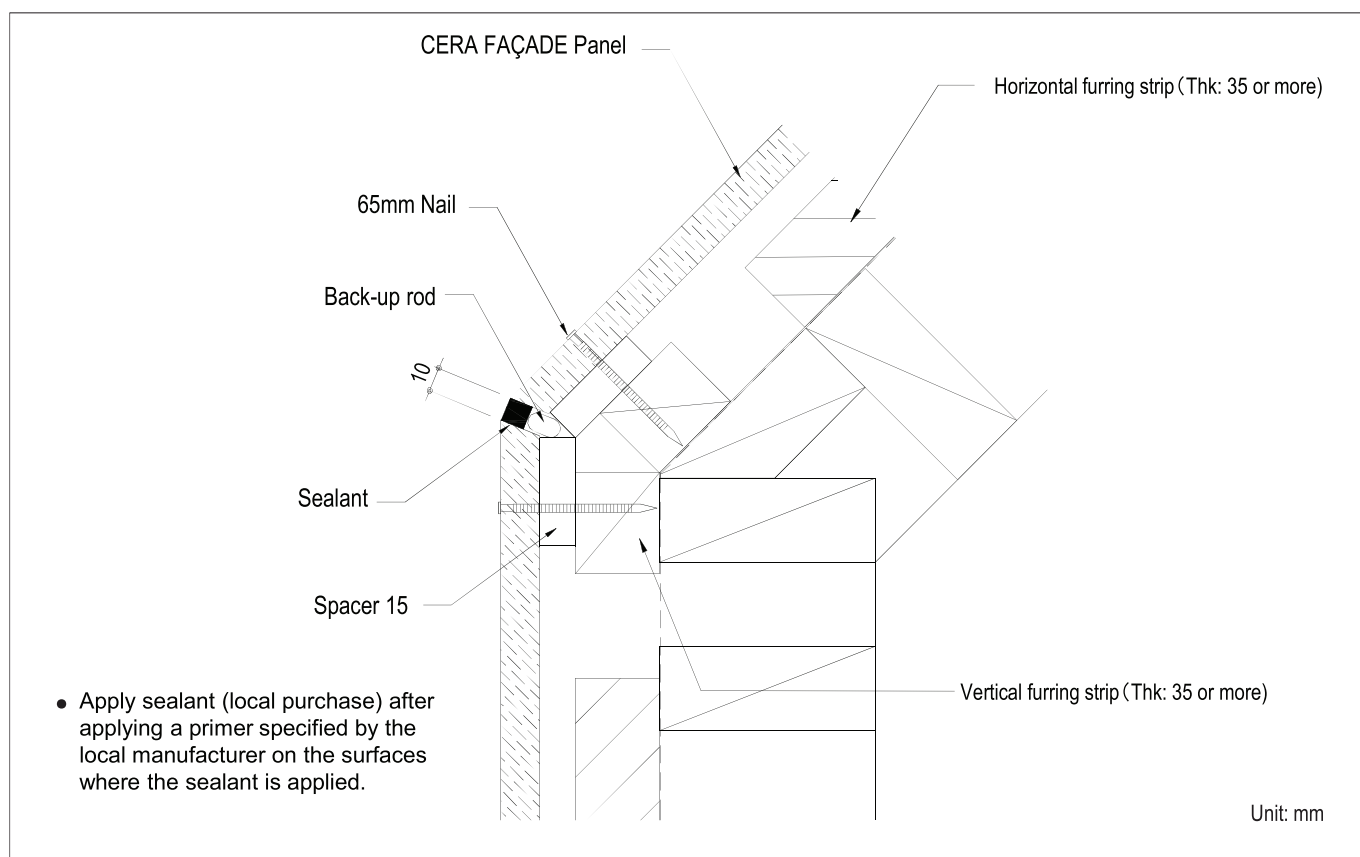 CERA FAÇADE Panel
Horizontal furring strip (Thk: 35 or more)
65mm Nail
Back-up rod
10
Sealant
Spacer 15
Vertical furring strip (Thk: 35 or more)
● Apply sealant (local purchase) after
applying a primer specified by the
local manufacturer on the surfaces
where the sealant is applied.
Unit: mm